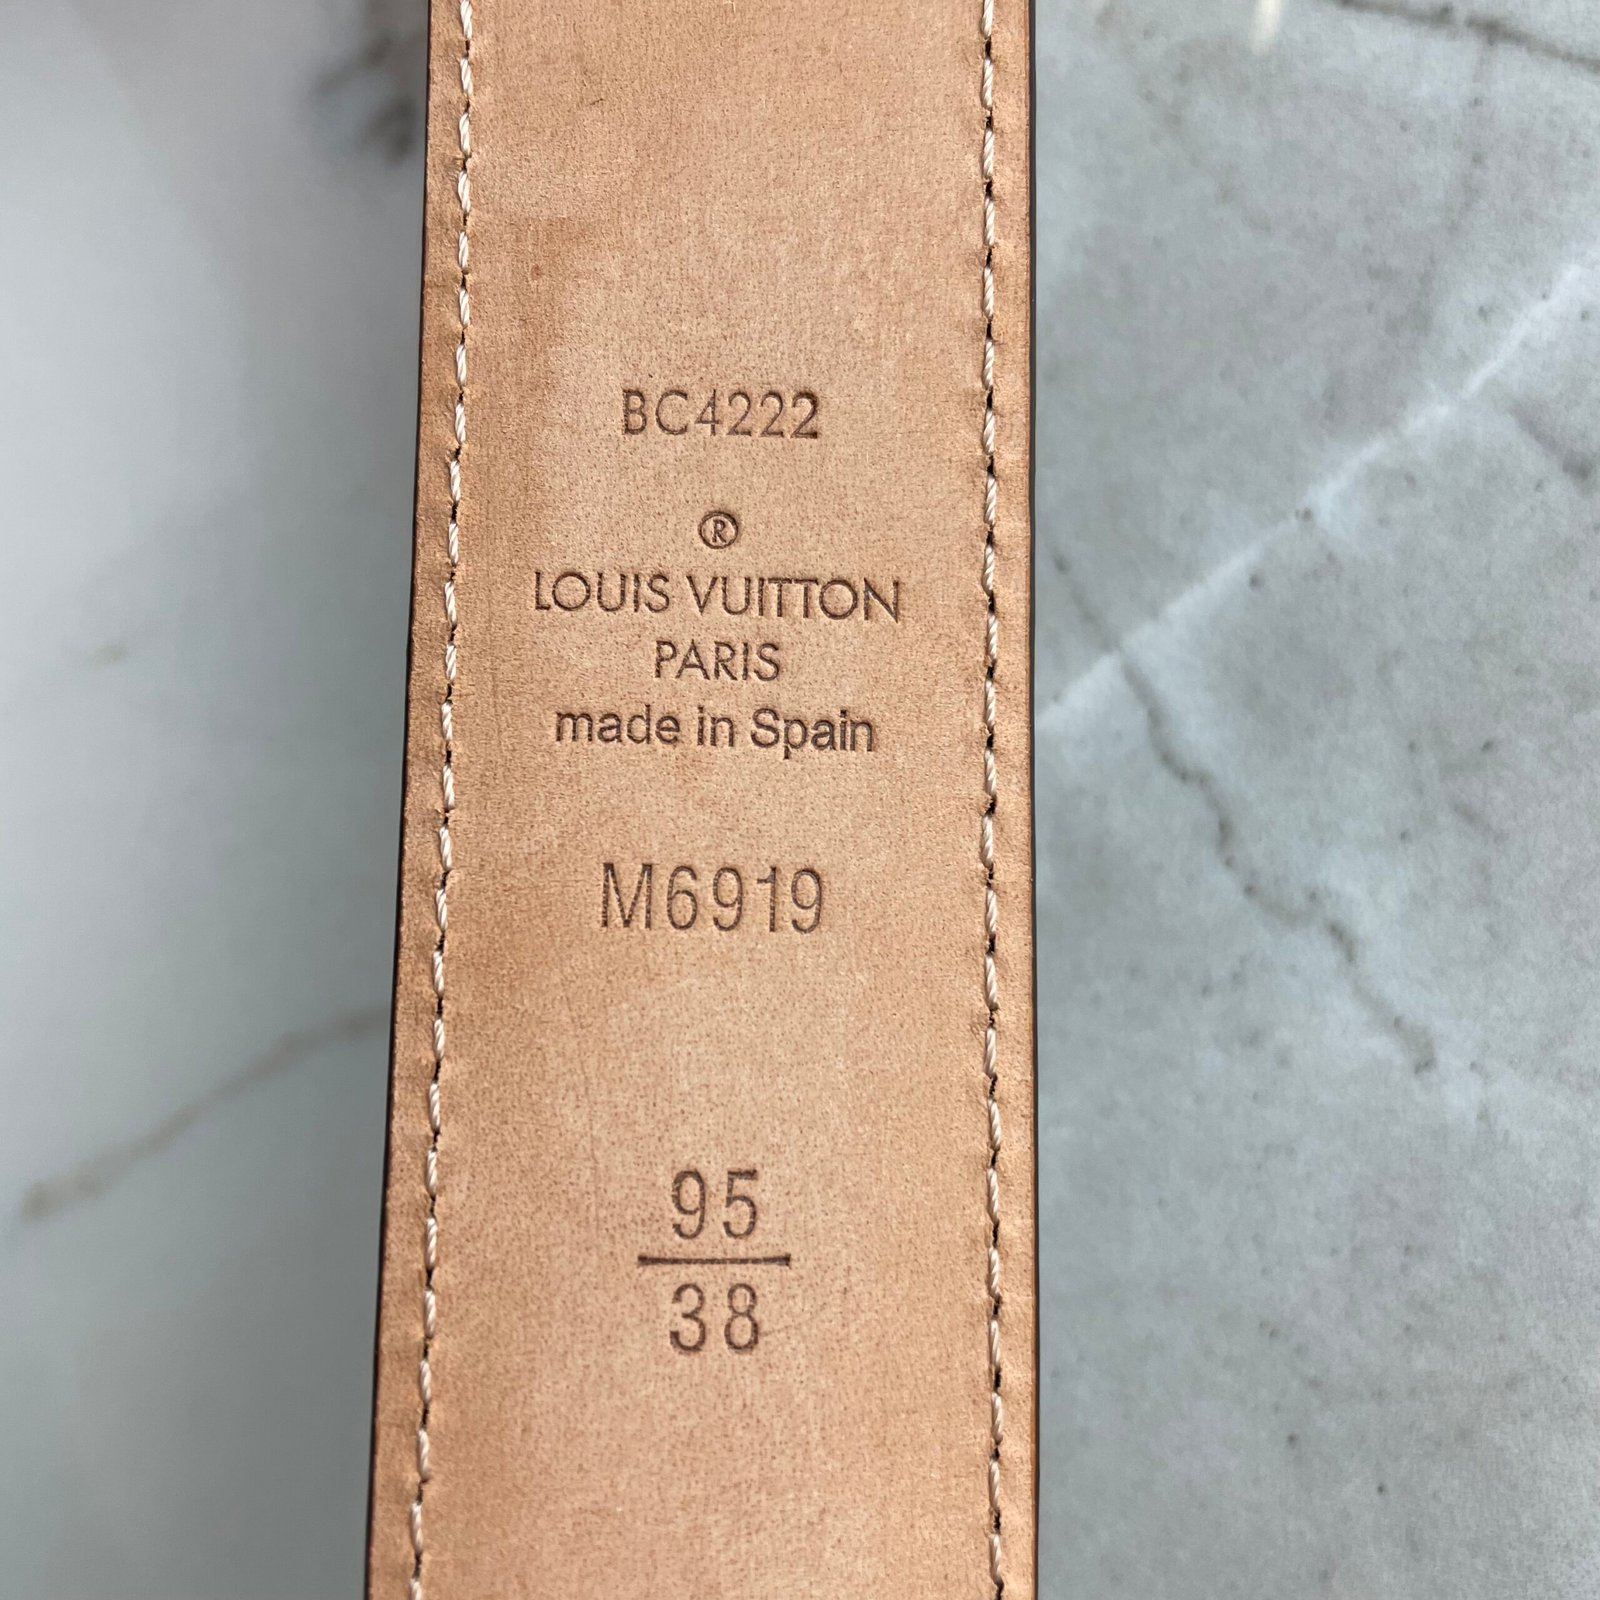 BC4222
®
LOUIS VUITTON
PARIS
made in Spain
M6919
95
38